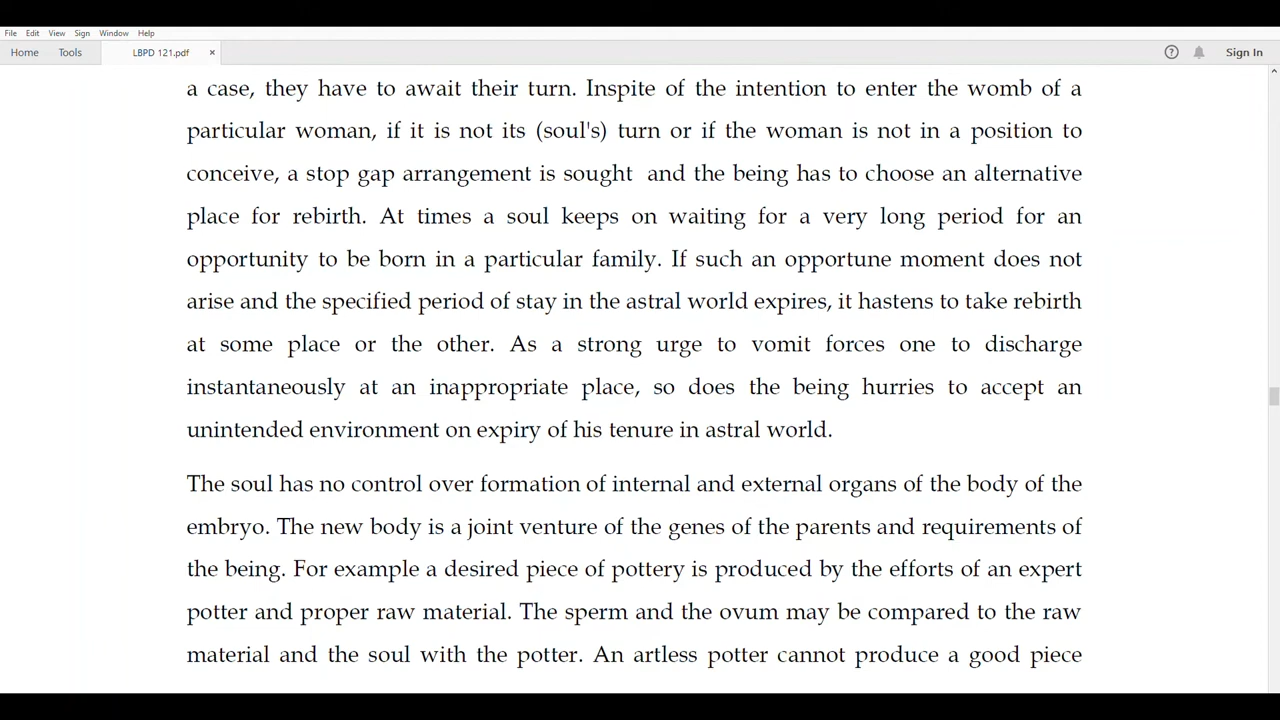 File Edit View Sign Window Help
Home Tools LBPD 121.pdf × ? Sign In
a case, they have to await their turn. Inspite of the intention to enter the womb of a
particular woman, if it is not its (soul's) turn or if the woman is not in a position to
conceive, a stop gap arrangement is sought and the being has to choose an alternative
place for rebirth. At times a soul keeps on waiting for a very long period for an
opportunity to be born in a particular family. If such an opportune moment does not
arise and the specified period of stay in the astral world expires, it hastens to take rebirth
at some place or the other. As a strong urge to vomit forces one to discharge
instantaneously at an inappropriate place, so does the being hurries to accept an
unintended environment on expiry of his tenure in astral world.
The soul has no control over formation of internal and external organs of the body of the
embryo. The new body is a joint venture of the genes of the parents and requirements of
the being. For example a desired piece of pottery is produced by the efforts of an expert
potter and proper raw material. The sperm and the ovum may be compared to the raw
material and the soul with the potter. An artless potter cannot produce a good piece